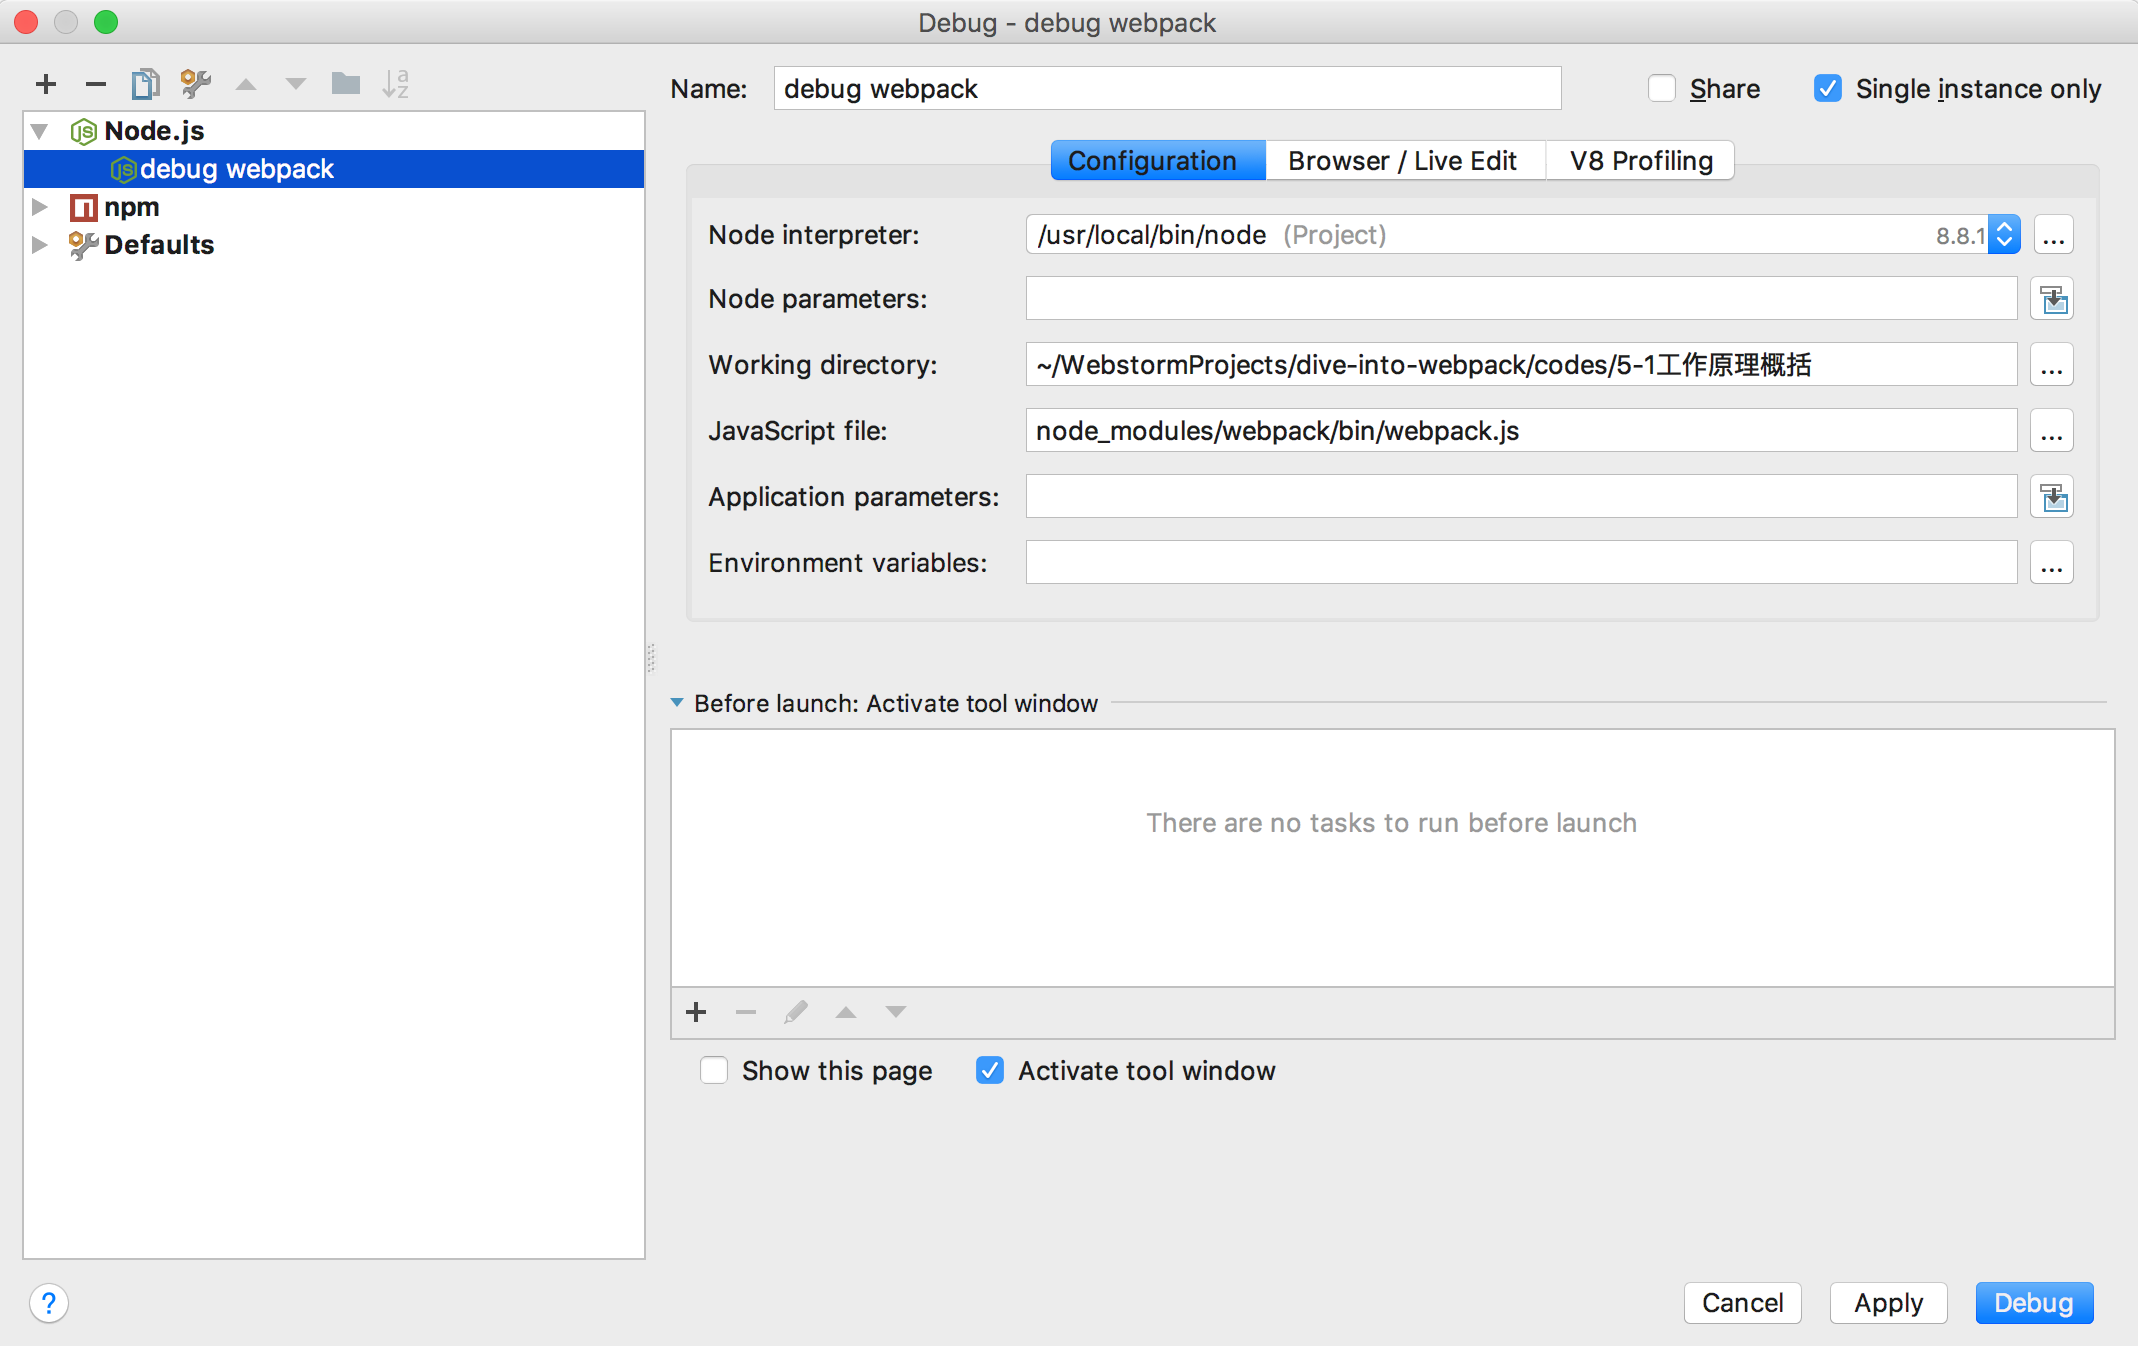 Debug - debug webpack
Name: debug webpack Share Single instance only
Node.js
debug webpack
npm
Defaults
Configuration Browser / Live Edit V8 Profiling
Node interpreter: /usr/local/bin/node (Project) 8.8.1 ...
Node parameters:
Working directory: ~/WebstormProjects/dive-into-webpack/codes/5-1工作原理概括 ...
JavaScript file: node_modules/webpack/bin/webpack.js ...
Application parameters:
Environment variables: ...
Before launch: Activate tool window
There are no tasks to run before launch
Show this page Activate tool window
? Cancel Apply Debug